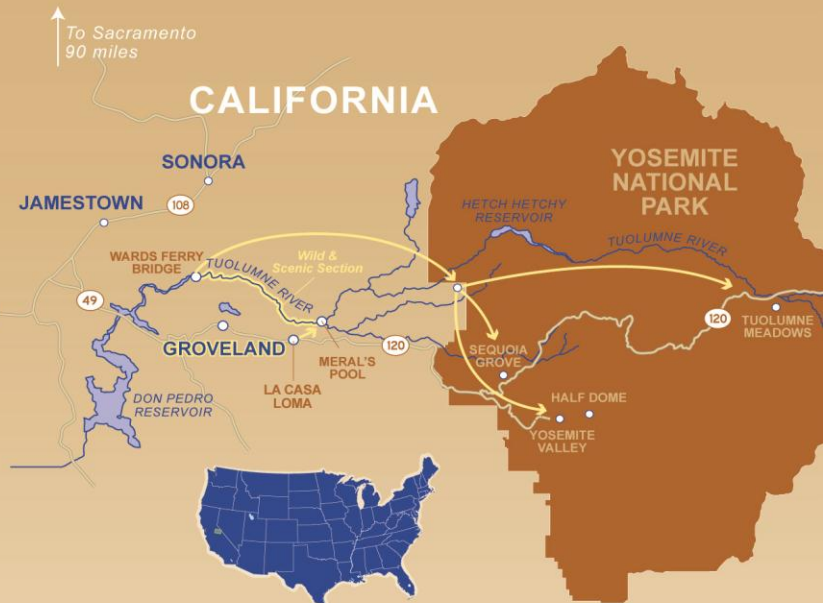 To Sacramento
90 miles
CALIFORNIA
SONORA
JAMESTOWN
108
YOSEMITE
NATIONAL
PARK
HETCH HETCHY
RESERVOIR
TUOLUMNE RIVER
WARDS FERRY
BRIDGE
Wild &
Scenic Section
TUOLUMNE RIVER
49
GROVELAND
MERAL'S
POOL
120
LA CASA
LOMA
DON PEDRO
RESERVOIR
120
TUOLUMNE
MEADOWS
SEQUOIA
GROVE
HALF DOME
YOSEMITE
VALLEY